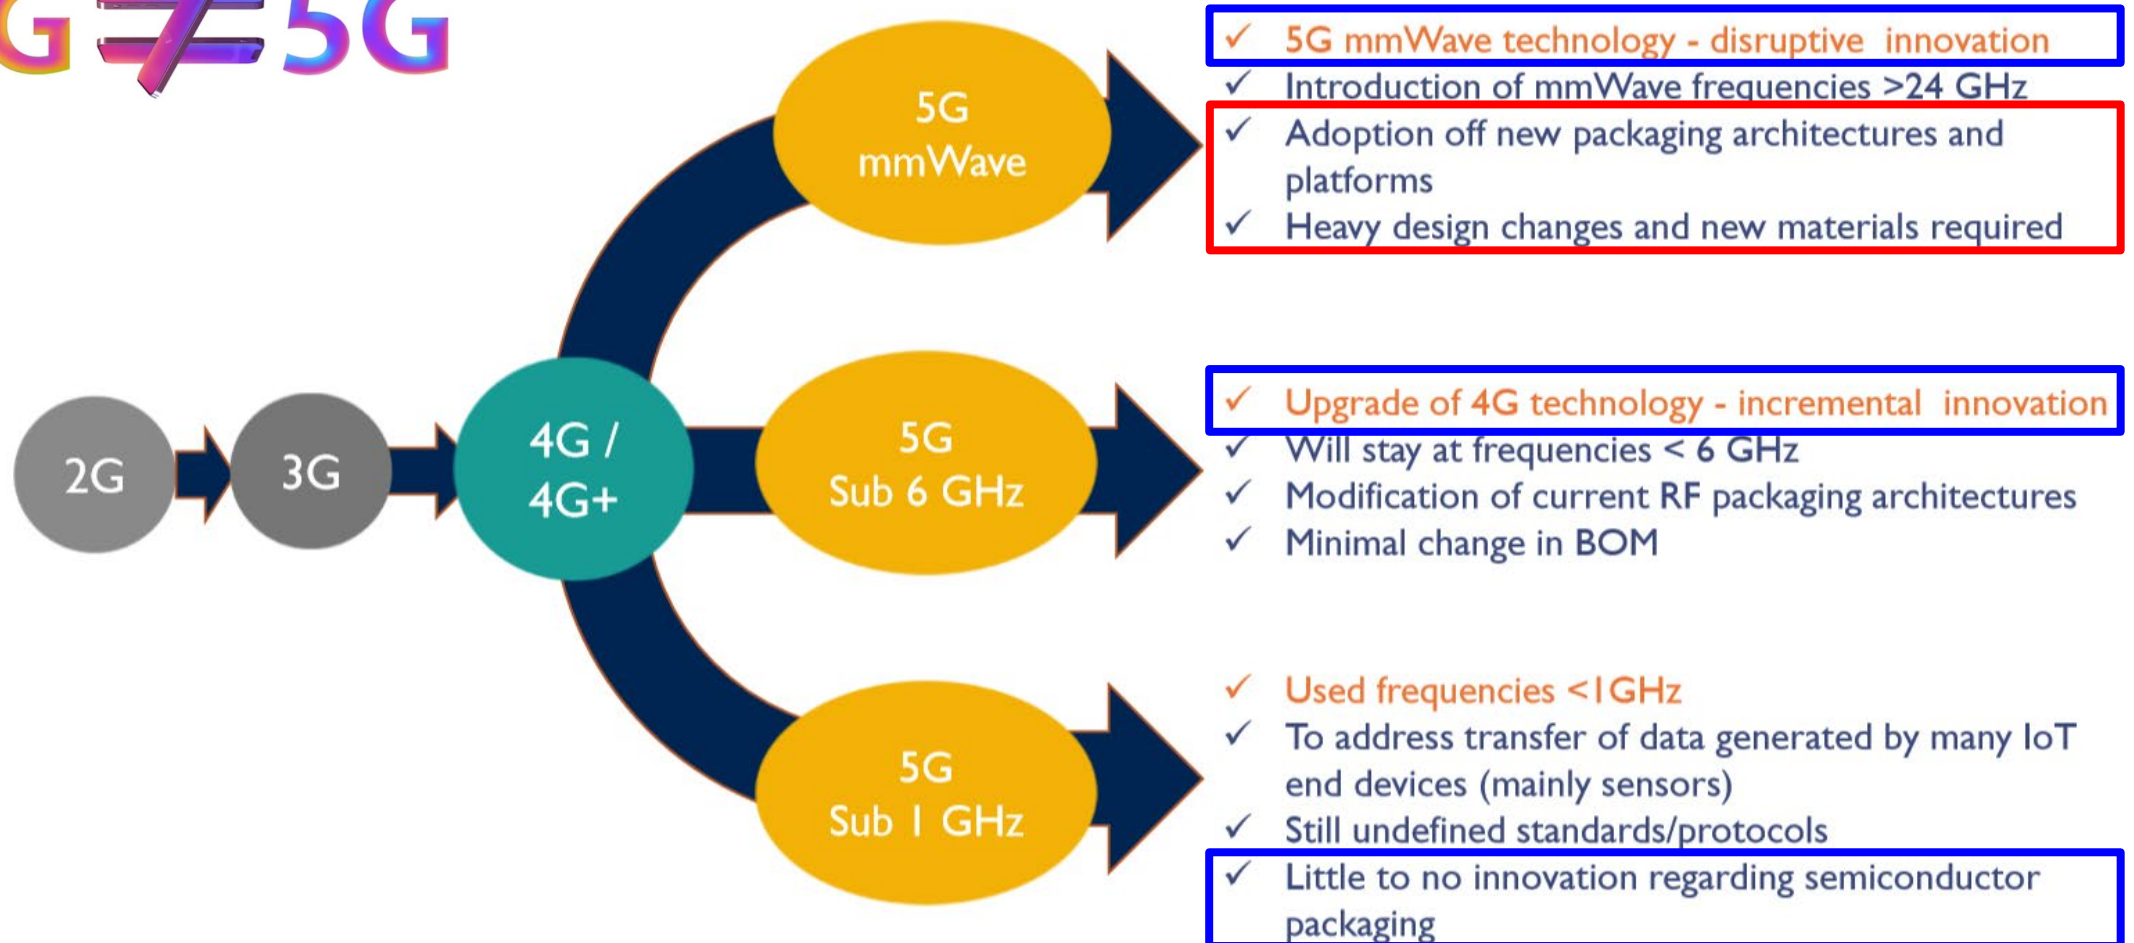 G ≠ 5G
2G
3G
4G /
4G+
5G
mmWave
✓ 5G mmWave technology - disruptive innovation
✓ Introduction of mmWave frequencies >24 GHz
✓ Adoption off new packaging architectures and
platforms
✓ Heavy design changes and new materials required
5G
Sub 6 GHz
✓ Upgrade of 4G technology - incremental innovation
✓ Will stay at frequencies < 6 GHz
✓ Modification of current RF packaging architectures
✓ Minimal change in BOM
5G
Sub 1 GHz
✓ Used frequencies <1GHz
✓ To address transfer of data generated by many IoT
end devices (mainly sensors)
✓ Still undefined standards/protocols
✓ Little to no innovation regarding semiconductor
packaging